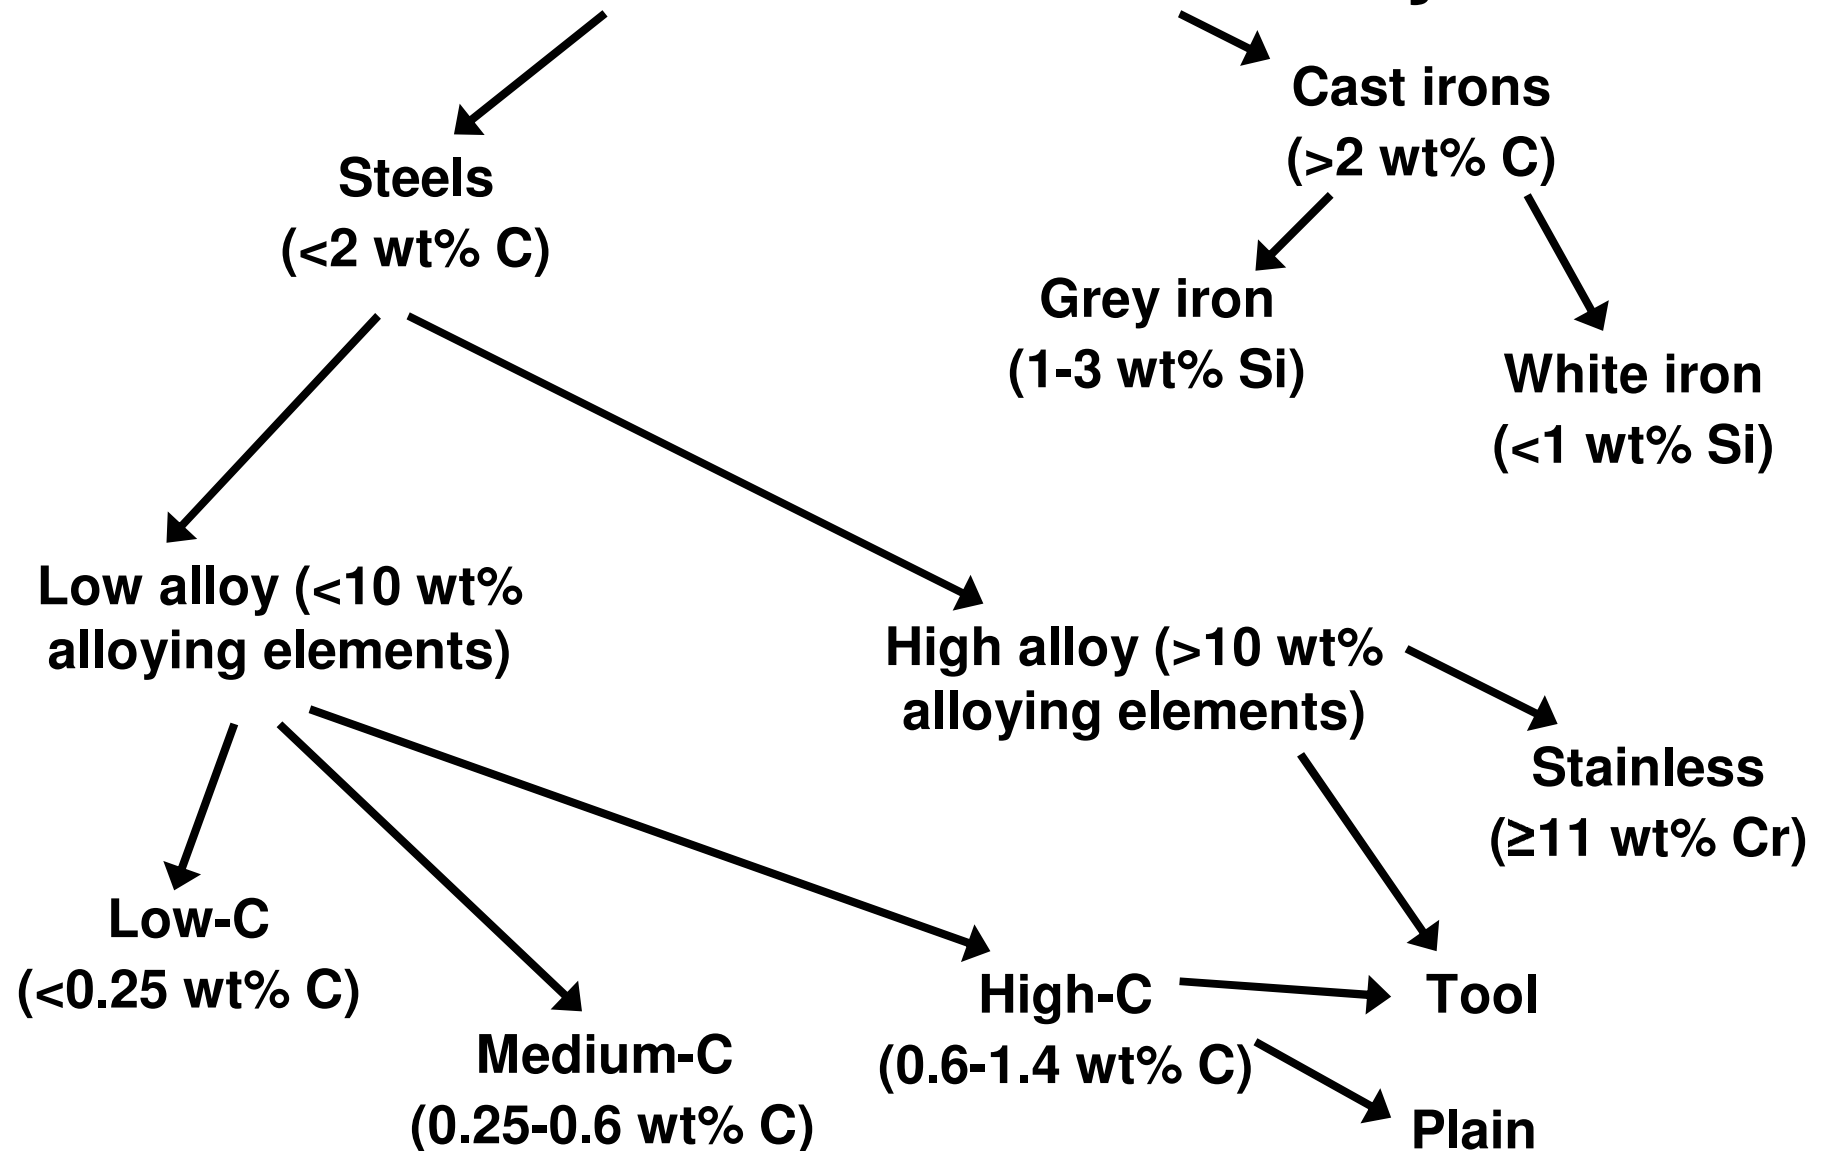 Cast irons
(>2 wt% C)
Steels
(<2 wt% C)
Grey iron
(1-3 wt% Si)
White iron
(<1 wt% Si)
Low alloy (<10 wt%
alloying elements)
High alloy (>10 wt%
alloying elements)
Stainless
(≥11 wt% Cr)
Low-C
(<0.25 wt% C)
Medium-C
(0.25-0.6 wt% C)
High-C
(0.6-1.4 wt% C)
Tool
Plain